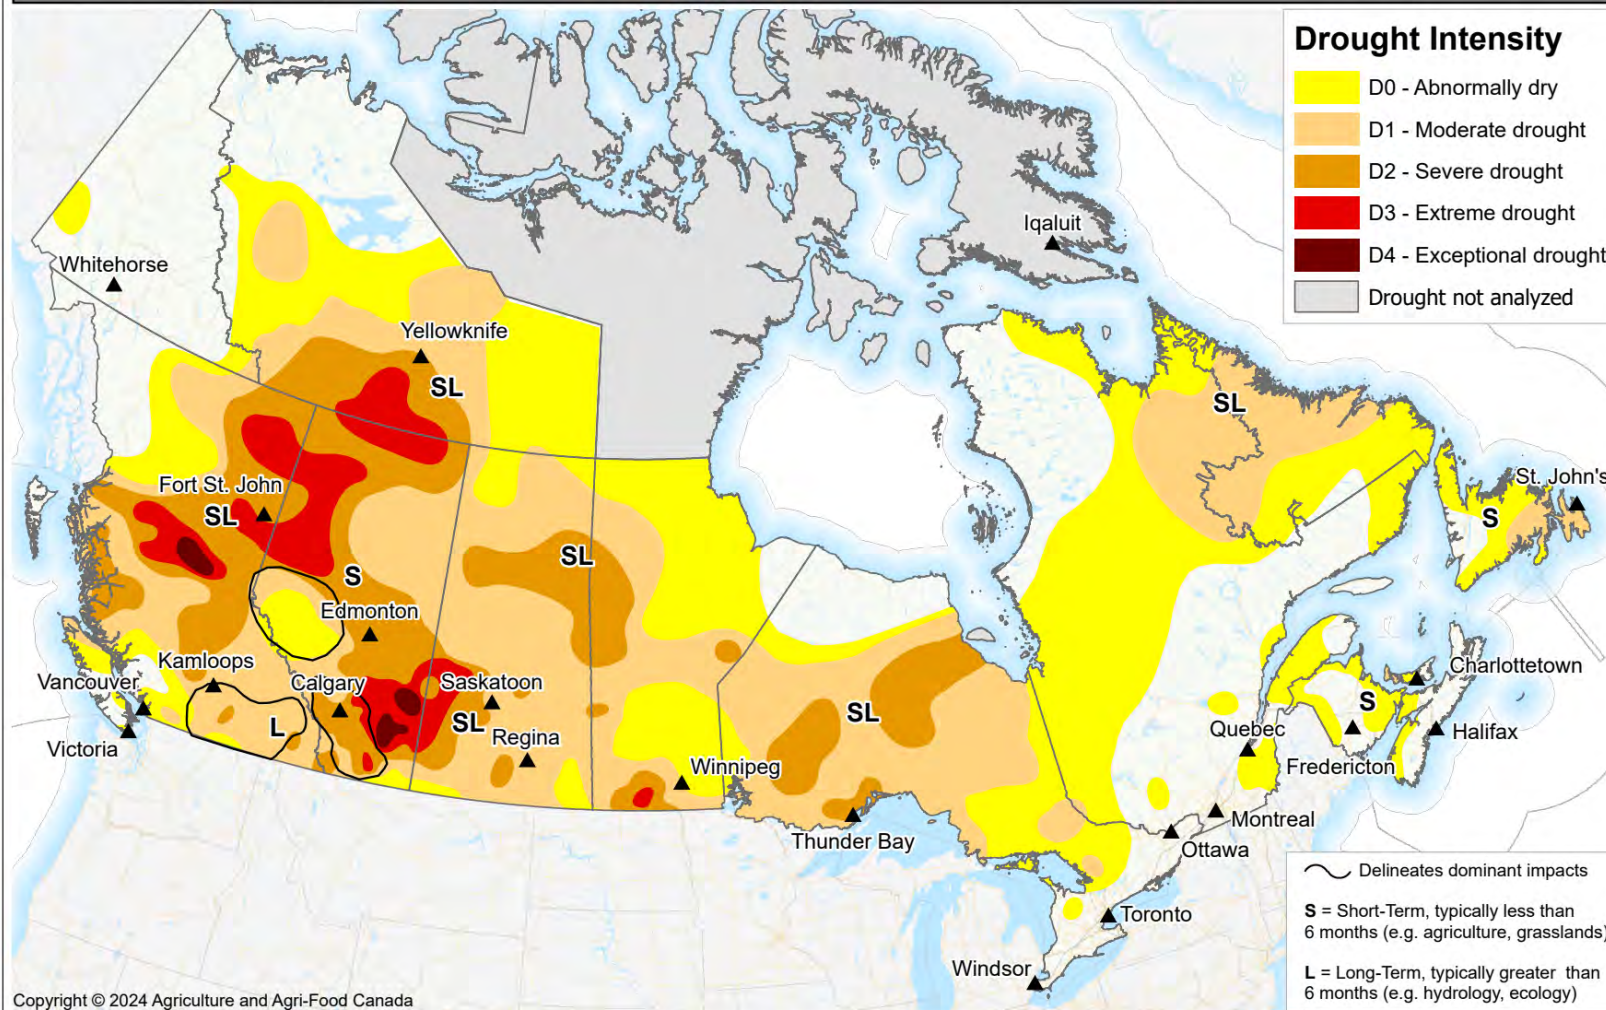 Drought Intensity
D0 - Abnormally dry
D1 - Moderate drought
D2 - Severe drought
D3 - Extreme drought
D4 - Exceptional drought
Drought not analyzed
Iqaluit
Whitehorse
Yellowknife
SL
SL
Fort St. John
SL
St. John's
S
SL
S
Edmonton
Kamloops
Charlottetown
Vancouver
Calgary
Saskatoon
S
L
SL
SL
Regina
Quebec
Halifax
Victoria
Winnipeg
Fredericton
Thunder Bay
Montreal
Ottawa
Delineates dominant impacts
Toronto
S = Short-Term, typically less than
6 months (e.g. agriculture, grasslands)
Windsor
L = Long-Term, typically greater than
6 months (e.g. hydrology, ecology)
Copyright © 2024 Agriculture and Agri-Food Canada